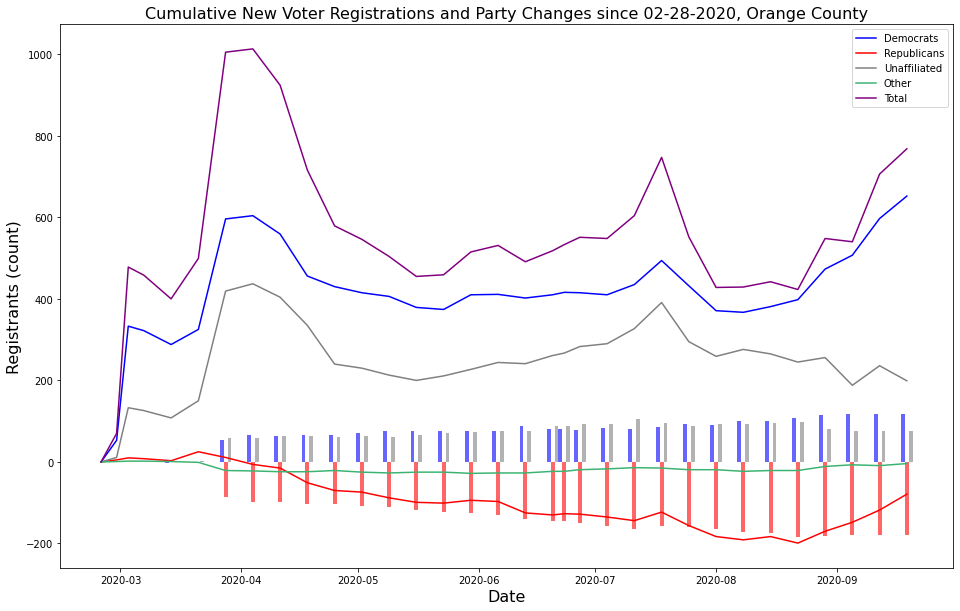 Cumulative New Voter Registrations and Party Changes since 02-28-2020, Orange County
Democrats
Republicans
Unaffiliated
Other
Total
Registrants (count)
1000
800
600
400
200
0
−200
2020-03
2020-04
2020-05
2020-06
2020-07
2020-08
2020-09
Date